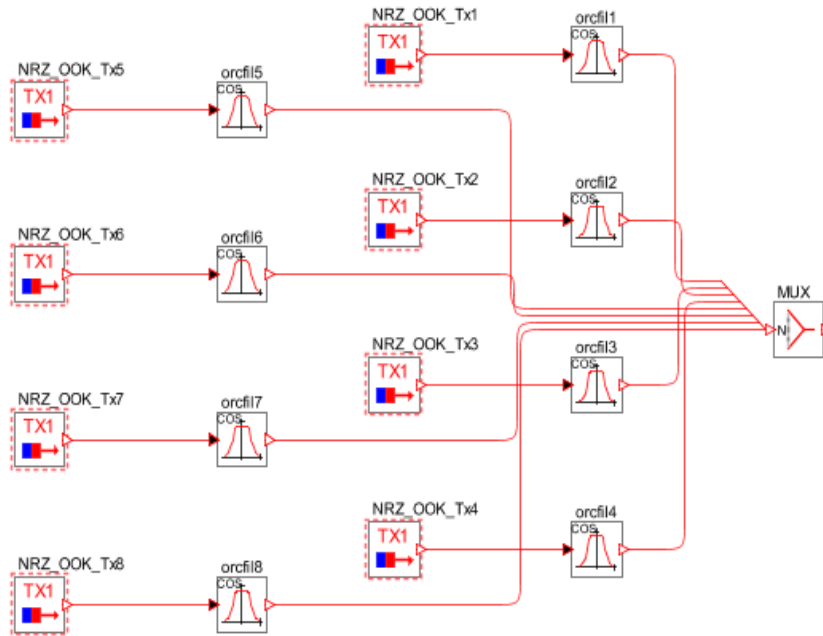 NRZ_OOK_Tx1
TX1
orcfil1
COS
NRZ_OOK_Tx5
TX1
orcfil5
COS
NRZ_OOK_Tx2
TX1
orcfil2
COS
NRZ_OOK_Tx6
TX1
orcfil6
COS
MUX
N
NRZ_OOK_Tx3
TX1
orcfil3
COS
NRZ_OOK_Tx7
TX1
orcfil7
COS
NRZ_OOK_Tx4
TX1
orcfil4
COS
NRZ_OOK_Tx8
TX1
orcfil8
COS